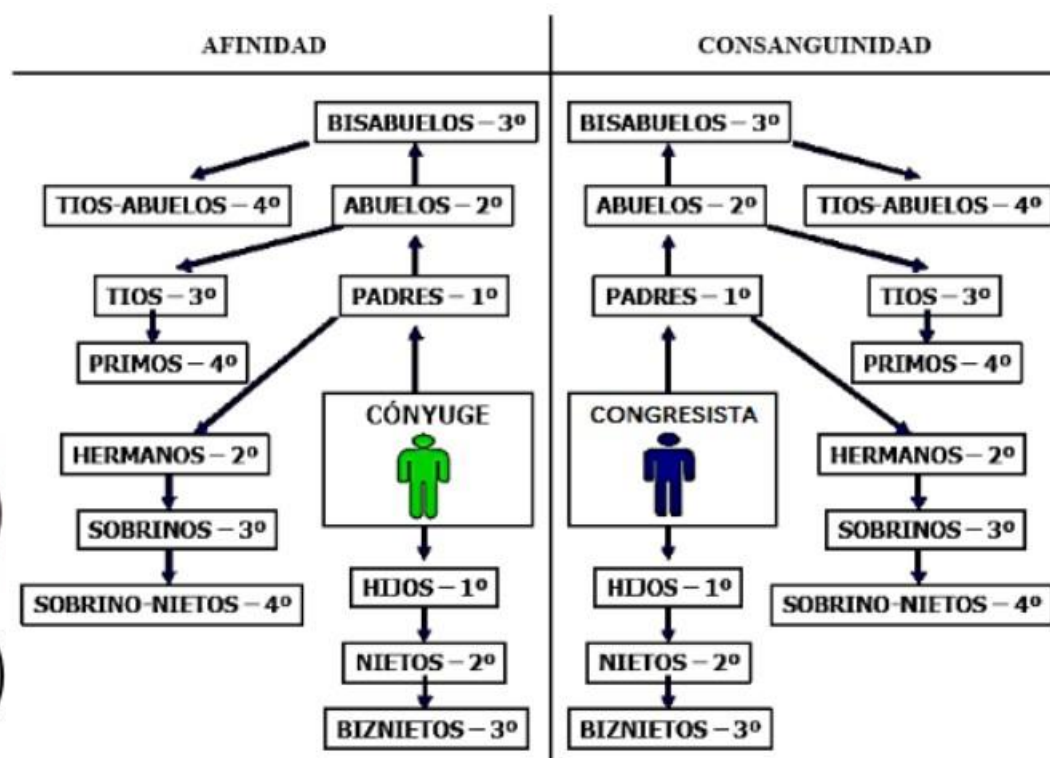 AFINIDAD
CONSANGUINIDAD
BISABUELOS – 3º
BISABUELOS – 3º
TIOS-ABUELOS – 4º
ABUELOS – 2º
ABUELOS – 2º
TIOS-ABUELOS – 4º
TIOS – 3º
PADRES – 1º
PADRES – 1º
TIOS – 3º
PRIMOS – 4º
PRIMOS – 4º
CÓNYUGE
CONGRESISTA
HERMANOS – 2º
HERMANOS – 2º
SOBRINOS – 3º
SOBRINOS – 3º
HIJOS – 1º
HIJOS – 1º
SOBRINO-NIETOS – 4º
SOBRINO-NIETOS – 4º
NIETOS – 2º
NIETOS – 2º
BIZNIETOS – 3º
BIZNIETOS – 3º